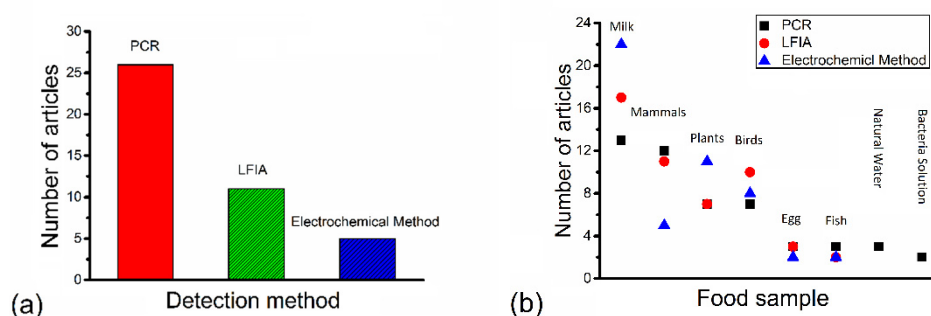 30
25
20
15
10
5
0
Number of articles
PCR
LFIA
Electrochemical Method
Detection method
(a)
24
20
16
12
8
4
0
Number of articles
Milk
Mammals
Plants
Birds
Egg
Fish
Natural Water
Bacteria Solution
PCR
LFIA
Electrochemicl Method
Food sample
(b)